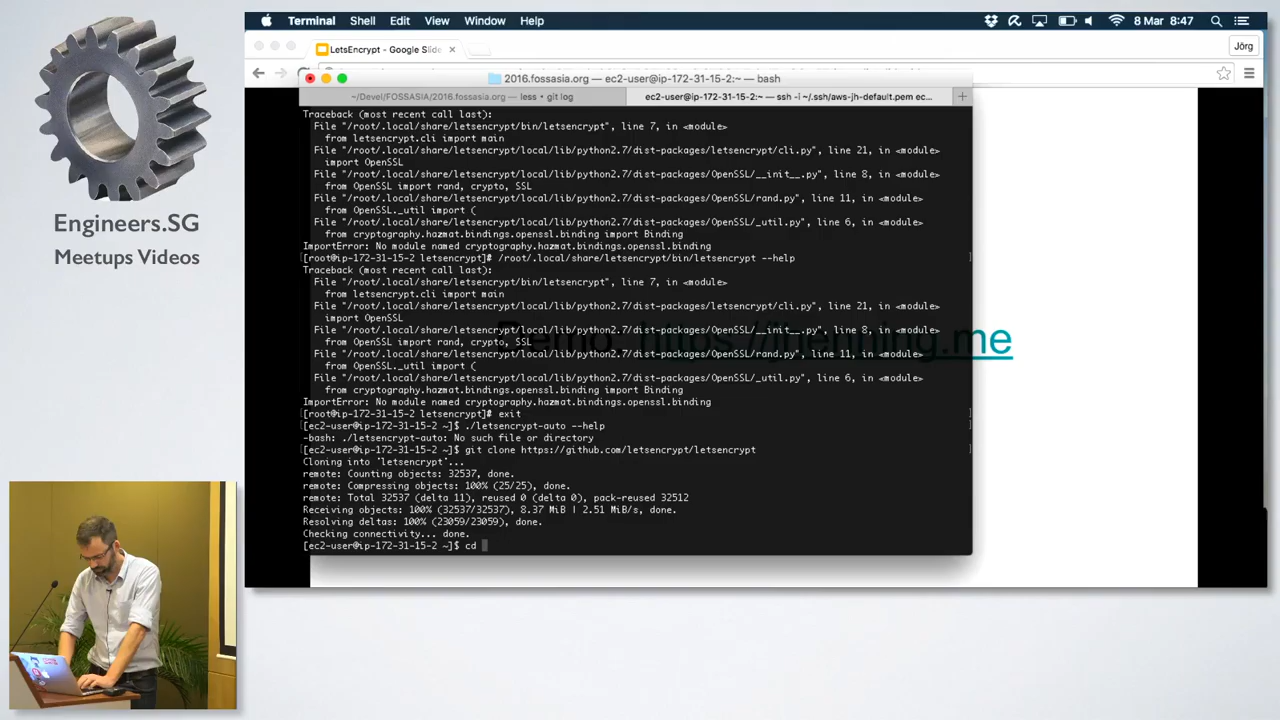 Terminal Shell Edit View Window Help
8 Mar 8:47
LetsEncrypt - Google Slide
Jörg
2016.fossasia.org — ec2-user@ip-172-31-15-2:~ — bash
~/Devel/FOSSASIA/2016.fossasia.org — less • git log
ec2-user@ip-172-31-15-2:~ — ssh -i ~/.ssh/aws-jh-default.pem ec...
Traceback (most recent call last):
File "/root/.local/share/letsencrypt/bin/letsencrypt", line 7, in <module>
from letsencrypt.cli import main
File "/root/.local/share/letsencrypt/local/lib/python2.7/dist-packages/letsencrypt/cli.py", line 21, in <module>
import OpenSSL
File "/root/.local/share/letsencrypt/local/lib/python2.7/dist-packages/OpenSSL/__init__.py", line 8, in <module>
from OpenSSL import rand, crypto, SSL
File "/root/.local/share/letsencrypt/local/lib/python2.7/dist-packages/OpenSSL/rand.py", line 11, in <module>
from OpenSSL._util import (
File "/root/.local/share/letsencrypt/local/lib/python2.7/dist-packages/OpenSSL/_util.py", line 6, in <module>
from cryptography.hazmat.bindings.openssl.binding import Binding
ImportError: No module named cryptography.hazmat.bindings.openssl.binding
[root@ip-172-31-15-2 letsencrypt]# /root/.local/share/letsencrypt/bin/letsencrypt --help
Traceback (most recent call last):
File "/root/.local/share/letsencrypt/bin/letsencrypt", line 7, in <module>
from letsencrypt.cli import main
File "/root/.local/share/letsencrypt/local/lib/python2.7/dist-packages/letsencrypt/cli.py", line 21, in <module>
import OpenSSL
File "/root/.local/share/letsencrypt/local/lib/python2.7/dist-packages/OpenSSL/__init__.py", line 8, in <module>
from OpenSSL import rand, crypto, SSL
File "/root/.local/share/letsencrypt/local/lib/python2.7/dist-packages/OpenSSL/rand.py", line 11, in <module>
from OpenSSL._util import (
File "/root/.local/share/letsencrypt/local/lib/python2.7/dist-packages/OpenSSL/_util.py", line 6, in <module>
from cryptography.hazmat.bindings.openssl.binding import Binding
ImportError: No module named cryptography.hazmat.bindings.openssl.binding
[root@ip-172-31-15-2 letsencrypt]# exit
[ec2-user@ip-172-31-15-2 ~]$ ./letsencrypt-auto --help
-bash: ./letsencrypt-auto: No such file or directory
[ec2-user@ip-172-31-15-2 ~]$ git clone https://github.com/letsencrypt/letsencrypt
Cloning into 'letsencrypt'...
remote: Counting objects: 32537, done.
remote: Compressing objects: 100% (25/25), done.
remote: Total 32537 (delta 11), reused 0 (delta 0), pack-reused 32512
Receiving objects: 100% (32537/32537), 8.37 MiB | 2.51 MiB/s, done.
Resolving deltas: 100% (23059/23059), done.
Checking connectivity... done.
[ec2-user@ip-172-31-15-2 ~]$ cd
Demo: https://jhenning.me
Engineers.SG
Meetups Videos